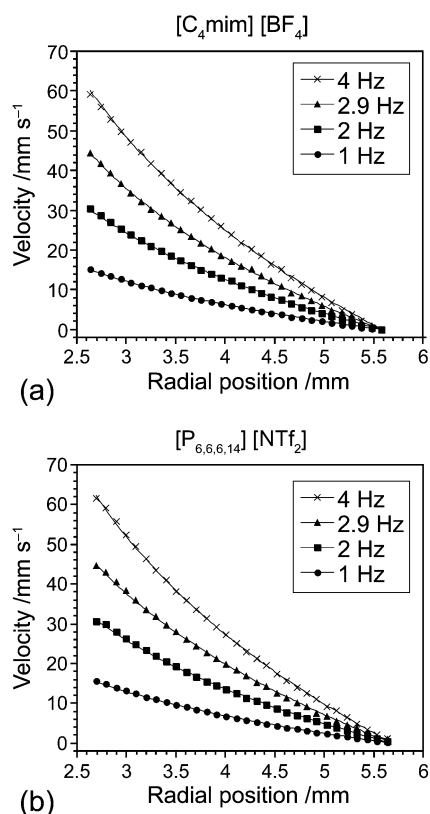 [C₄mim] [BF₄]
70
60
50
40
30
20
10
0
Velocity /mm s⁻¹
4 Hz
2.9 Hz
2 Hz
1 Hz
2.5 3 3.5 4 4.5 5 5.5 6
Radial position /mm
(a)
[P₆,₆,₆,₁₄] [NTf₂]
70
60
50
40
30
20
10
0
Velocity /mm s⁻¹
4 Hz
2.9 Hz
2 Hz
1 Hz
2.5 3 3.5 4 4.5 5 5.5 6
Radial position /mm
(b)